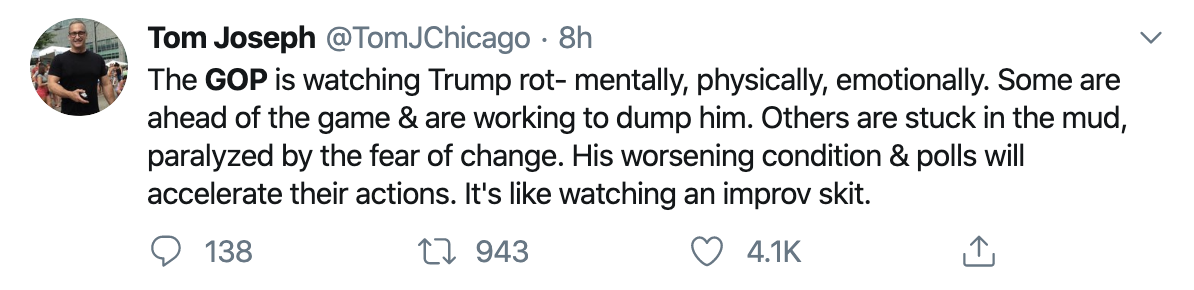 Tom Joseph @TomJChicago · 8h
The GOP is watching Trump rot- mentally, physically, emotionally. Some are
ahead of the game & are working to dump him. Others are stuck in the mud,
paralyzed by the fear of change. His worsening condition & polls will
accelerate their actions. It's like watching an improv skit.
138 943 4.1K